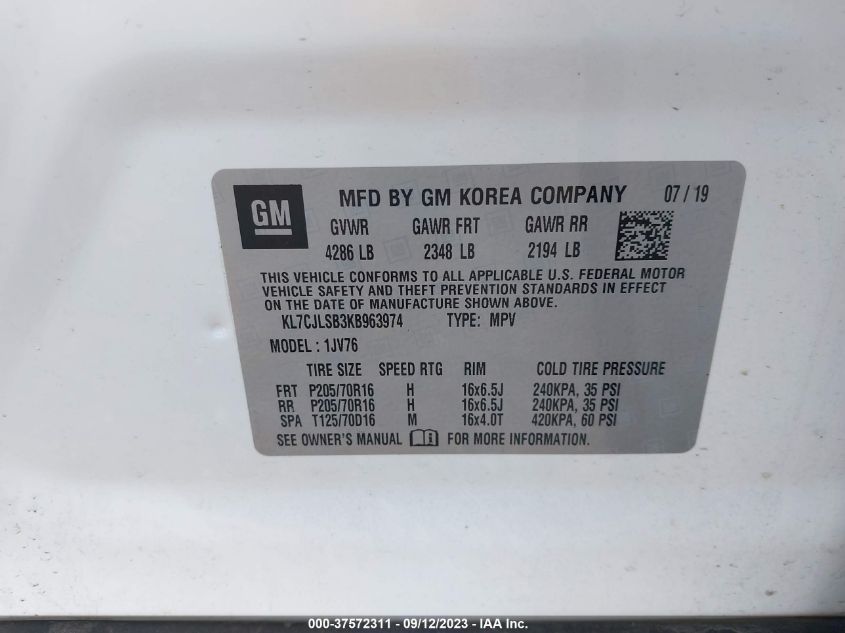 GM
MFD BY GM KOREA COMPANY 07 / 19
GVWR GAWR FRT GAWR RR
4286 LB 2348 LB 2194 LB
THIS VEHICLE CONFORMS TO ALL APPLICABLE U.S. FEDERAL MOTOR
VEHICLE SAFETY AND THEFT PREVENTION STANDARDS IN EFFECT
ON THE DATE OF MANUFACTURE SHOWN ABOVE.
KL7CJLSB3KB963974 TYPE: MPV
MODEL : 1JV76
TIRE SIZE SPEED RTG RIM COLD TIRE PRESSURE
FRT P205/70R16 H 16x6.5J 240KPA, 35 PSI
RR P205/70R16 H 16x6.5J 240KPA, 35 PSI
SPA T125/70D16 M 16x4.0T 420KPA, 60 PSI
SEE OWNER'S MANUAL FOR MORE INFORMATION.
000-37572311 - 09/12/2023 - IAA Inc.